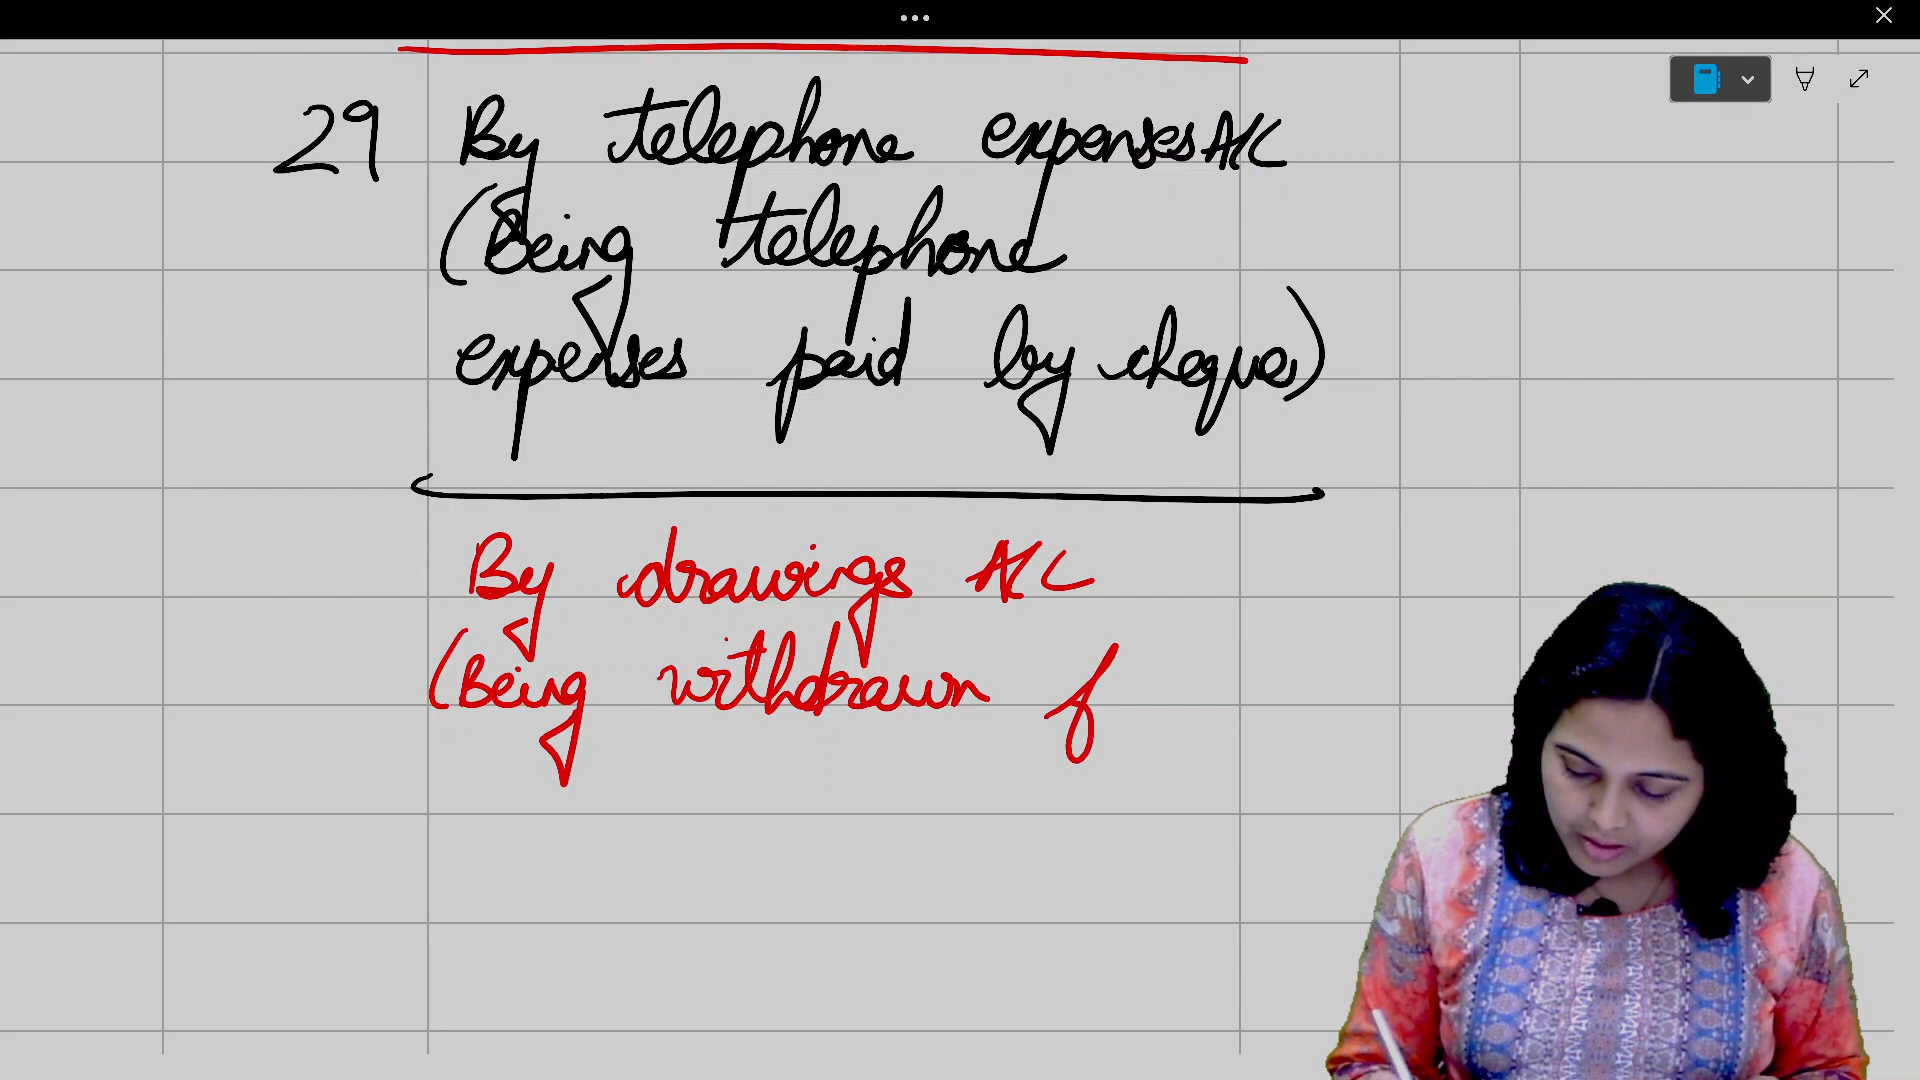 29 By telephone expenses A/C
(Being telephone
expenses paid by cheque)
By drawings A/C
(Being withdrawn f